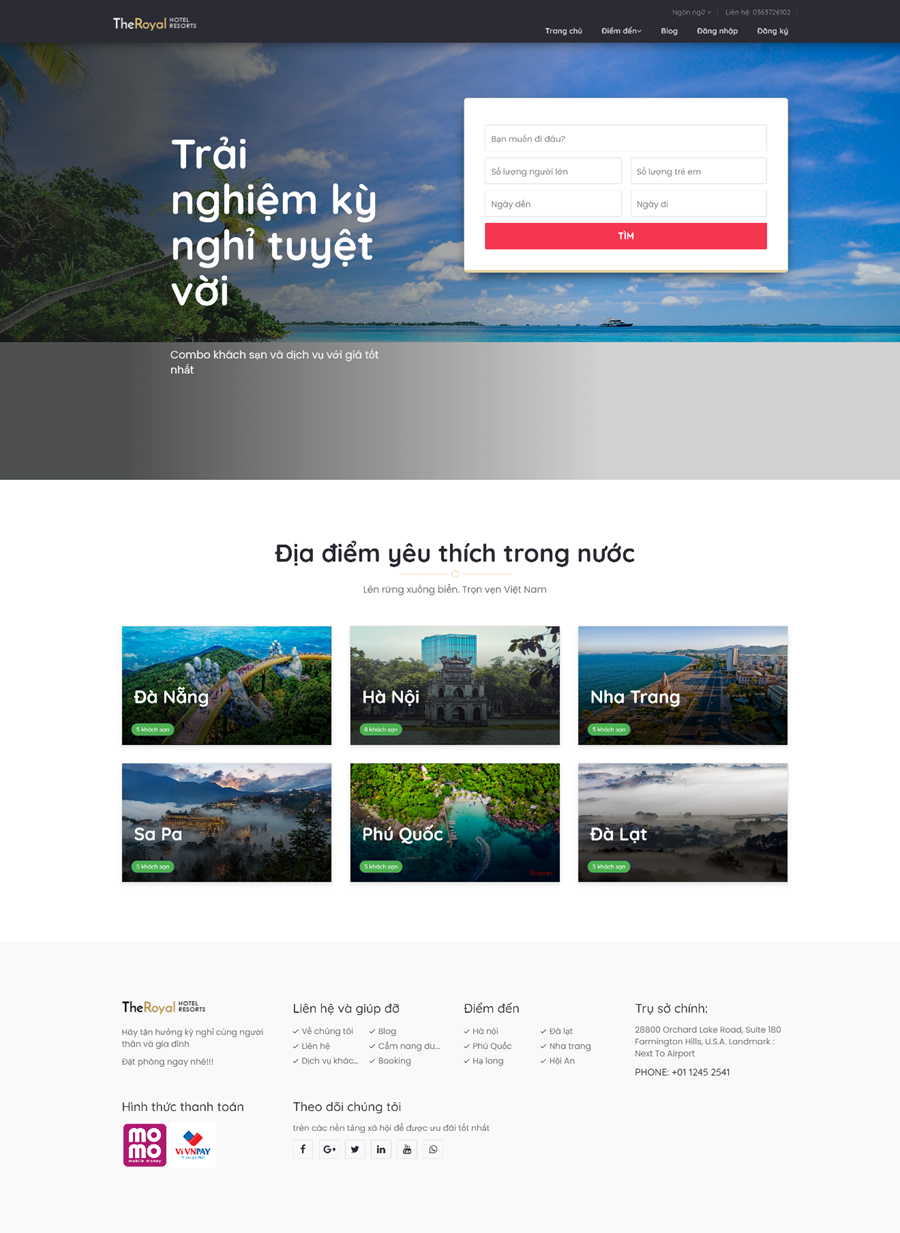 TheRoyal HOTEL RESORTS
Ngôn ngữ
Liên hệ: 0363726102
Trang chủ
Điểm đến
Blog
Đăng nhập
Đăng ký
Trải
nghiệm kỳ
nghỉ tuyệt
vời
Combo khách sạn và dịch vụ với giá tốt
nhất
Bạn muốn đi đâu?
Số lượng người lớn
Số lượng trẻ em
Ngày đến
Ngày đi
TÌM
Địa điểm yêu thích trong nước
Lên rừng xuống biển. Trọn vẹn Việt Nam
Đà Nẵng
5 khách sạn
Hà Nội
8 khách sạn
Nha Trang
5 khách sạn
Sa Pa
5 khách sạn
Phú Quốc
5 khách sạn
Đà Lạt
5 khách sạn
TheRoyal HOTEL RESORTS
Hãy tận hưởng kỳ nghỉ cùng người
thân và gia đình
Đặt phòng ngay nhé!!!
Liên hệ và giúp đỡ
Về chúng tôi
Blog
Liên hệ
Cẩm nang du...
Dịch vụ khác...
Booking
Điểm đến
Hà nội
Đà lạt
Phú Quốc
Nha trang
Hạ long
Hội An
Trụ sở chính:
28800 Orchard Lake Road, Suite 180
Farmington Hills, U.S.A. Landmark :
Next To Airport
PHONE: +01 1245 2541
Hình thức thanh toán
mo
mo
mobile money
VNPAY
Theo dõi chúng tôi
trên các nền tảng xã hội để được ưu đãi tốt nhất